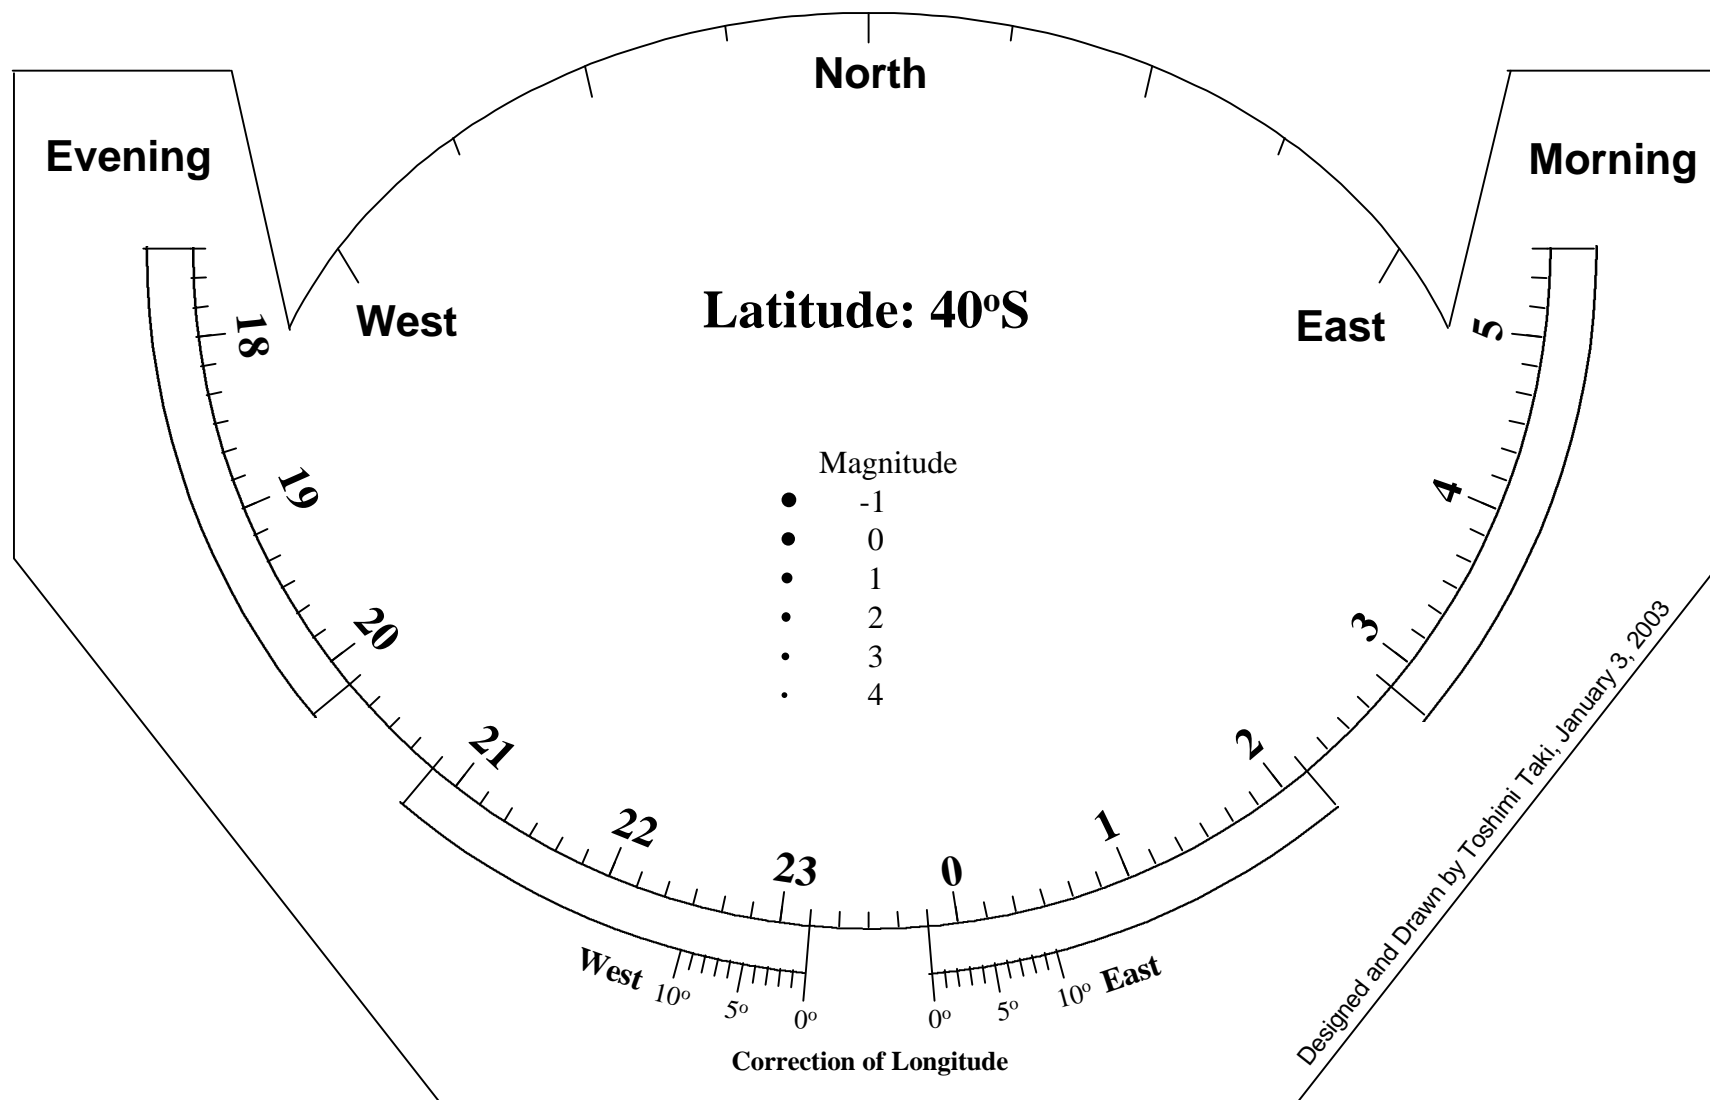 North
Evening
Morning
West
Latitude: 40ºS
East
18
5
Magnitude
-1
0
1
2
3
4
19
4
20
3
21
2
22
1
23
0
West
10º
5º
0º
0º
5º
10º
East
Correction of Longitude
Designed and Drawn by Toshimi Taki, January 3, 2003